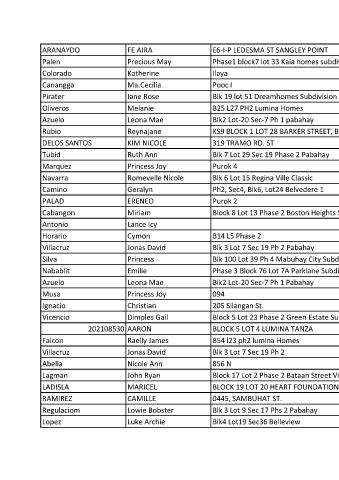 ARANAYDO FE AIRA E6-I-P LEDESMA ST SANGLEY POINT
Palen Precious May Phase1 block7 lot 33 Kaia homes subdi
Colorado Katherine Ilaya
Canangga Ma.Cecilia Pooc I
Pirater Iane Rose Blk 19 lot 51 Dreamhomes Subdivision
Oliveros Melanie B25 L27 PH2 Lumina Homes
Azuelo Leona Mae Blk2 Lot-20 Sec-7 Ph 1 pabahay
Rubio Reynajane KS9 BLOCK 1 LOT 28 BARKER STREET, B
DELOS SANTOS KIM NICOLE 319 TRAMO RD. ST
Tubid Ruth Ann Blk 7 Lot 29 Sec 19 Phase 2 Pabahay
Marquez Princess Joy Purok 4
Navarra Romevelle Nicole Blk 6 Lot 15 Regina Ville Classic
Camino Geralyn Ph2, Sec4, Blk6, Lot24 Belvedere 1
PALAD ERENEO Purok 2
Cabangon Miriam Block 8 Lot 13 Phase 2 Boston Heights S
Antonio Lance Icy
Horario Cymon B14 L5 Phase 2
Villacruz Jonas David Blk 3 Lot 7 Sec 19 Ph 2 Pabahay
Silva Princess Blk 100 Lot 39 Ph 4 Mabuhay City Subd
Nabablit Emilie Phase 3 Block 76 Lot 7A Parklane Subdi
Azuelo Leona Mae Blk2 Lot-20 Sec-7 Ph 1 Pabahay
Musa Princess Joy 094
Ignacio Christian 205 Silangan St.
Vicencio Dimples Gail Block 5 Lot 23 Phase 2 Green Estate Su
202108530 AARON BLOCK 5 LOT 4 LUMINA TANZA
Falcon Raelly James B54 l23 ph2 lumina Homes
Villacruz Jonas David Blk 3 Lot 7 Sec 19 Ph 2
Abella Nicole Ann 856 N
Lagman John Ryan Block 17 Lot 2 Phase 2 Bataan Street Vi
LADISLA MARICEL BLOCK 19 LOT 20 HEART FOUNDATION
RAMIREZ CAMILLE 0445, SAMBUHAT ST.
Regulaciom Lowie Bobster Blk 3 Lot 9 Sec 17 Phs 2 Pabahay
Lopez Luke Archie Blk4 Lot19 Sec36 Belleview